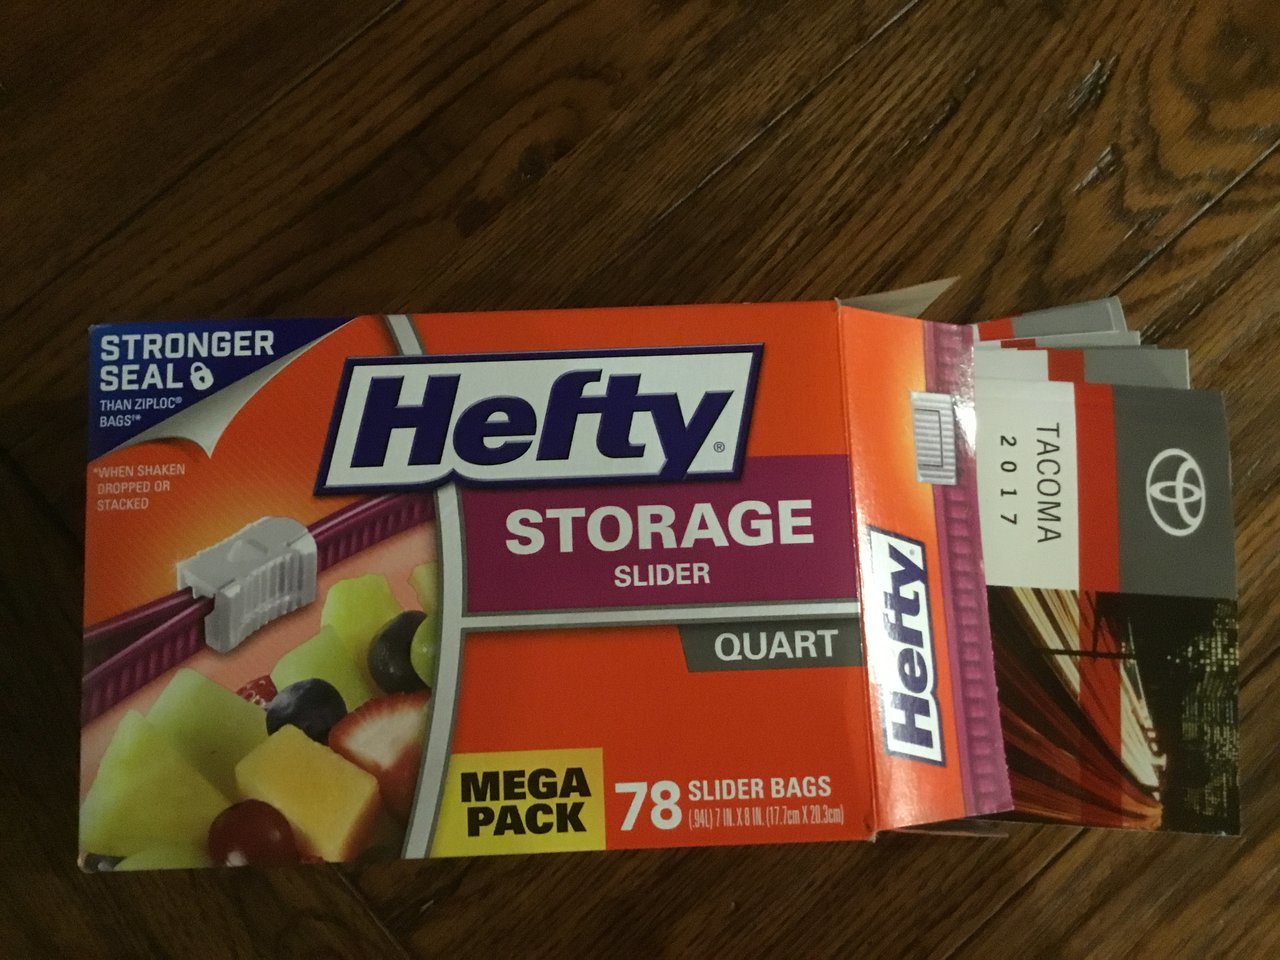 STRONGER
SEAL
THAN ZIPLOC®
BAGS†*
*WHEN SHAKEN
DROPPED OR
STACKED
Hefty®
STORAGE
SLIDER
QUART
MEGA
PACK
78 SLIDER BAGS
(.94L) 7 IN. X 8 IN. (17.7cm X 20.3cm)
Hefty®
TACOMA
2017